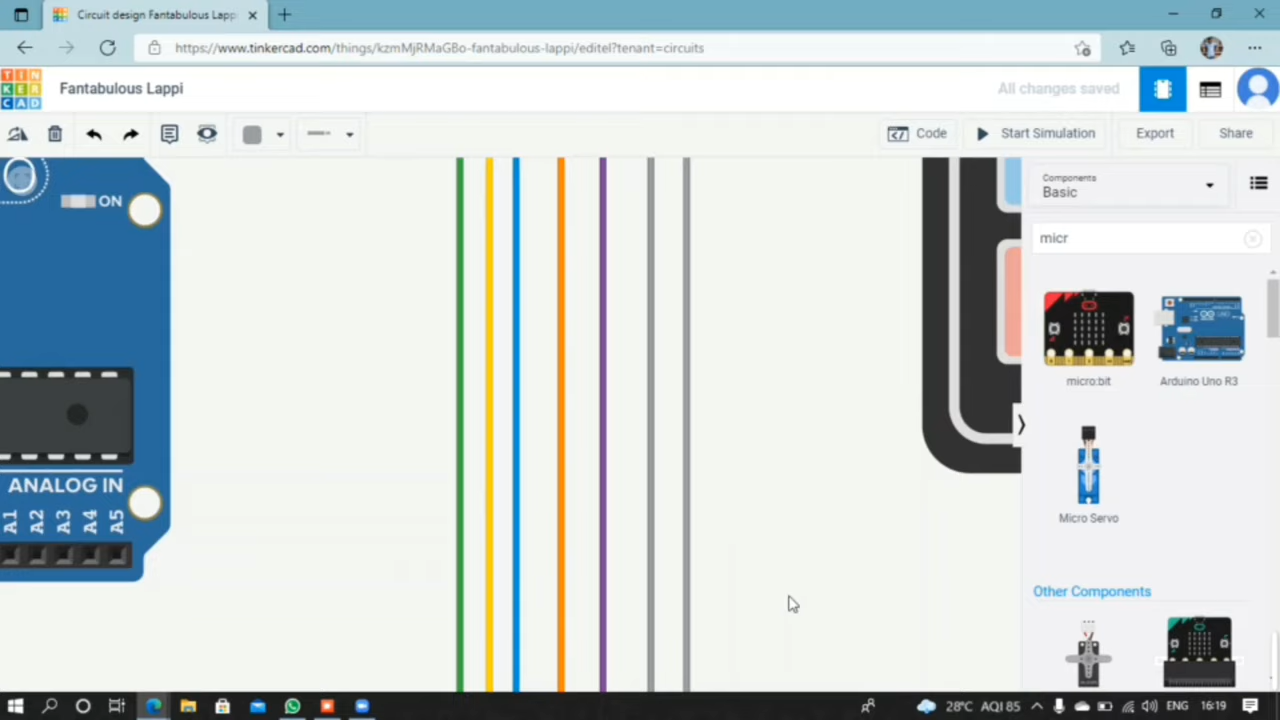 Circuit design Fantabulous Lapp
https://www.tinkercad.com/things/kzmMjRMaGBo-fantabulous-lappi/editel?tenant=circuits
TIN
KER
CAD
Fantabulous Lappi
All changes saved
Code
Start Simulation
Export
Share
ON
ANALOG IN
A1 A2 A3 A4 A5
Components
Basic
micr
micro:bit
Arduino Uno R3
Micro Servo
Other Components
28°C AQI 85
ENG
16:19